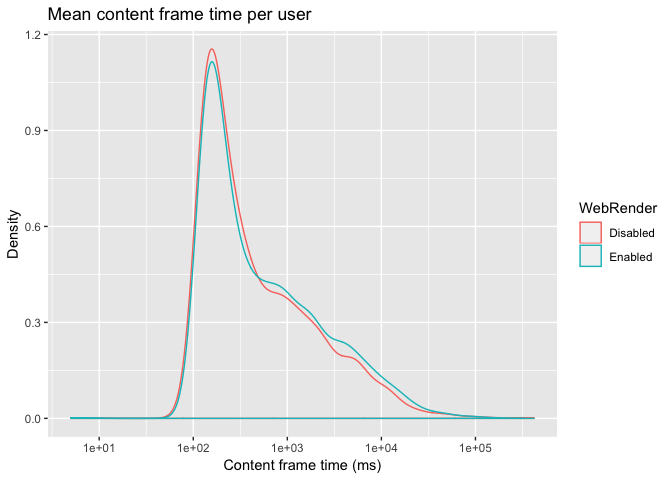 Mean content frame time per user
Density
1.2
0.9
0.6
0.3
0.0
1e+01 1e+02 1e+03 1e+04 1e+05
Content frame time (ms)
WebRender
Disabled
Enabled